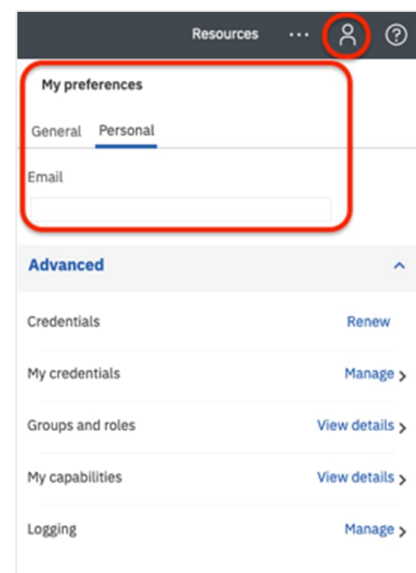 Resources ... ?
My preferences
General Personal
Email
Advanced
Credentials Renew
My credentials Manage >
Groups and roles View details >
My capabilities View details >
Logging Manage >